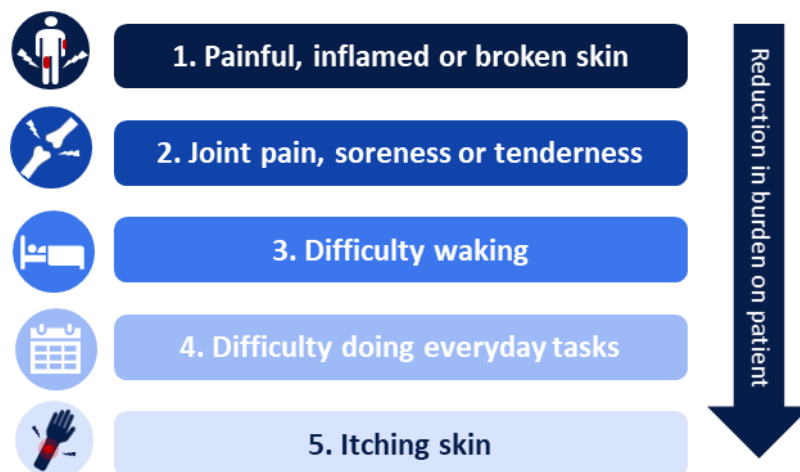 1. Painful, inflamed or broken skin
2. Joint pain, soreness or tenderness
3. Difficulty waking
4. Difficulty doing everyday tasks
5. Itching skin
Reduction in burden on patient